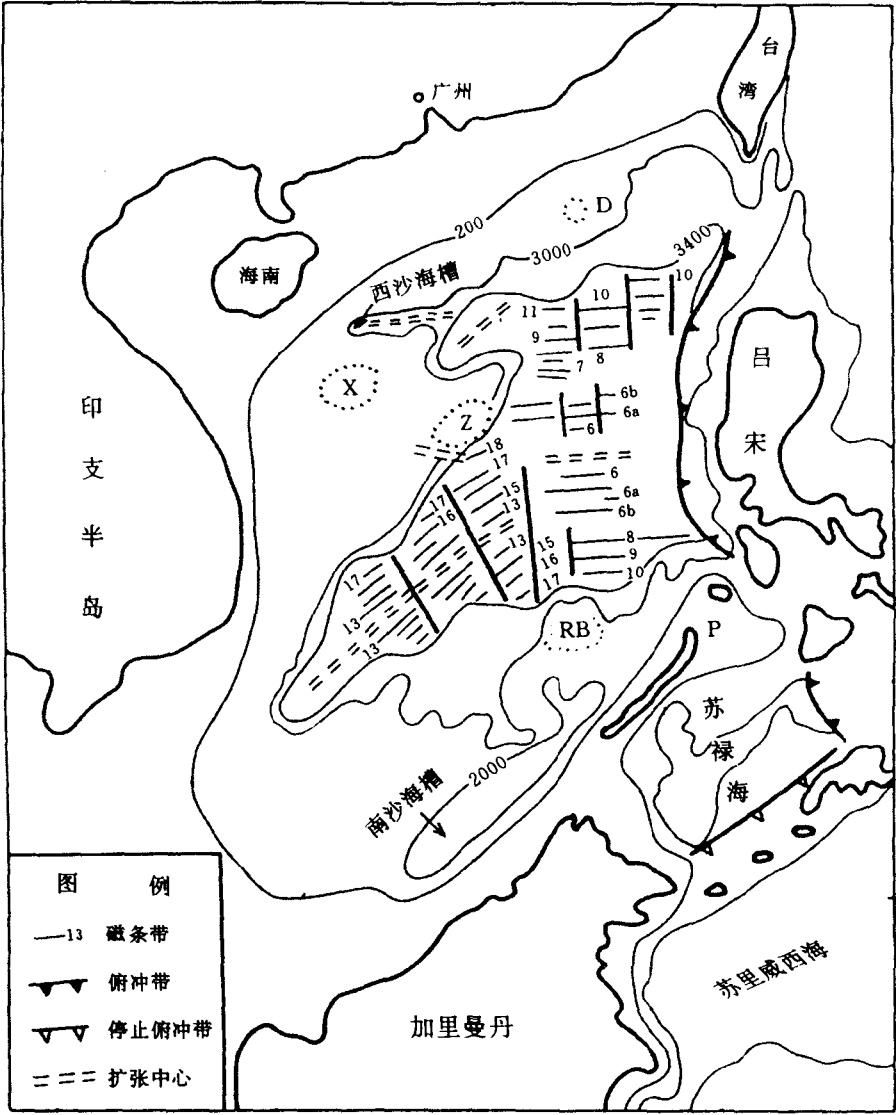 台
湾
广州
D
200
3000
3400
海南
西沙海槽
10
10
11
9
7 8
吕
宋
X
Z
6b
6a
6
印
支
半
岛
18
17
15
13
17
16
6
6a
6b
13
15
16
17
8
9
10
17
13
13
RB
P
苏
禄
海
2000
南沙海槽
苏里威西海
加里曼丹
图 例
13 磁条带
俯冲带
停止俯冲带
扩张中心